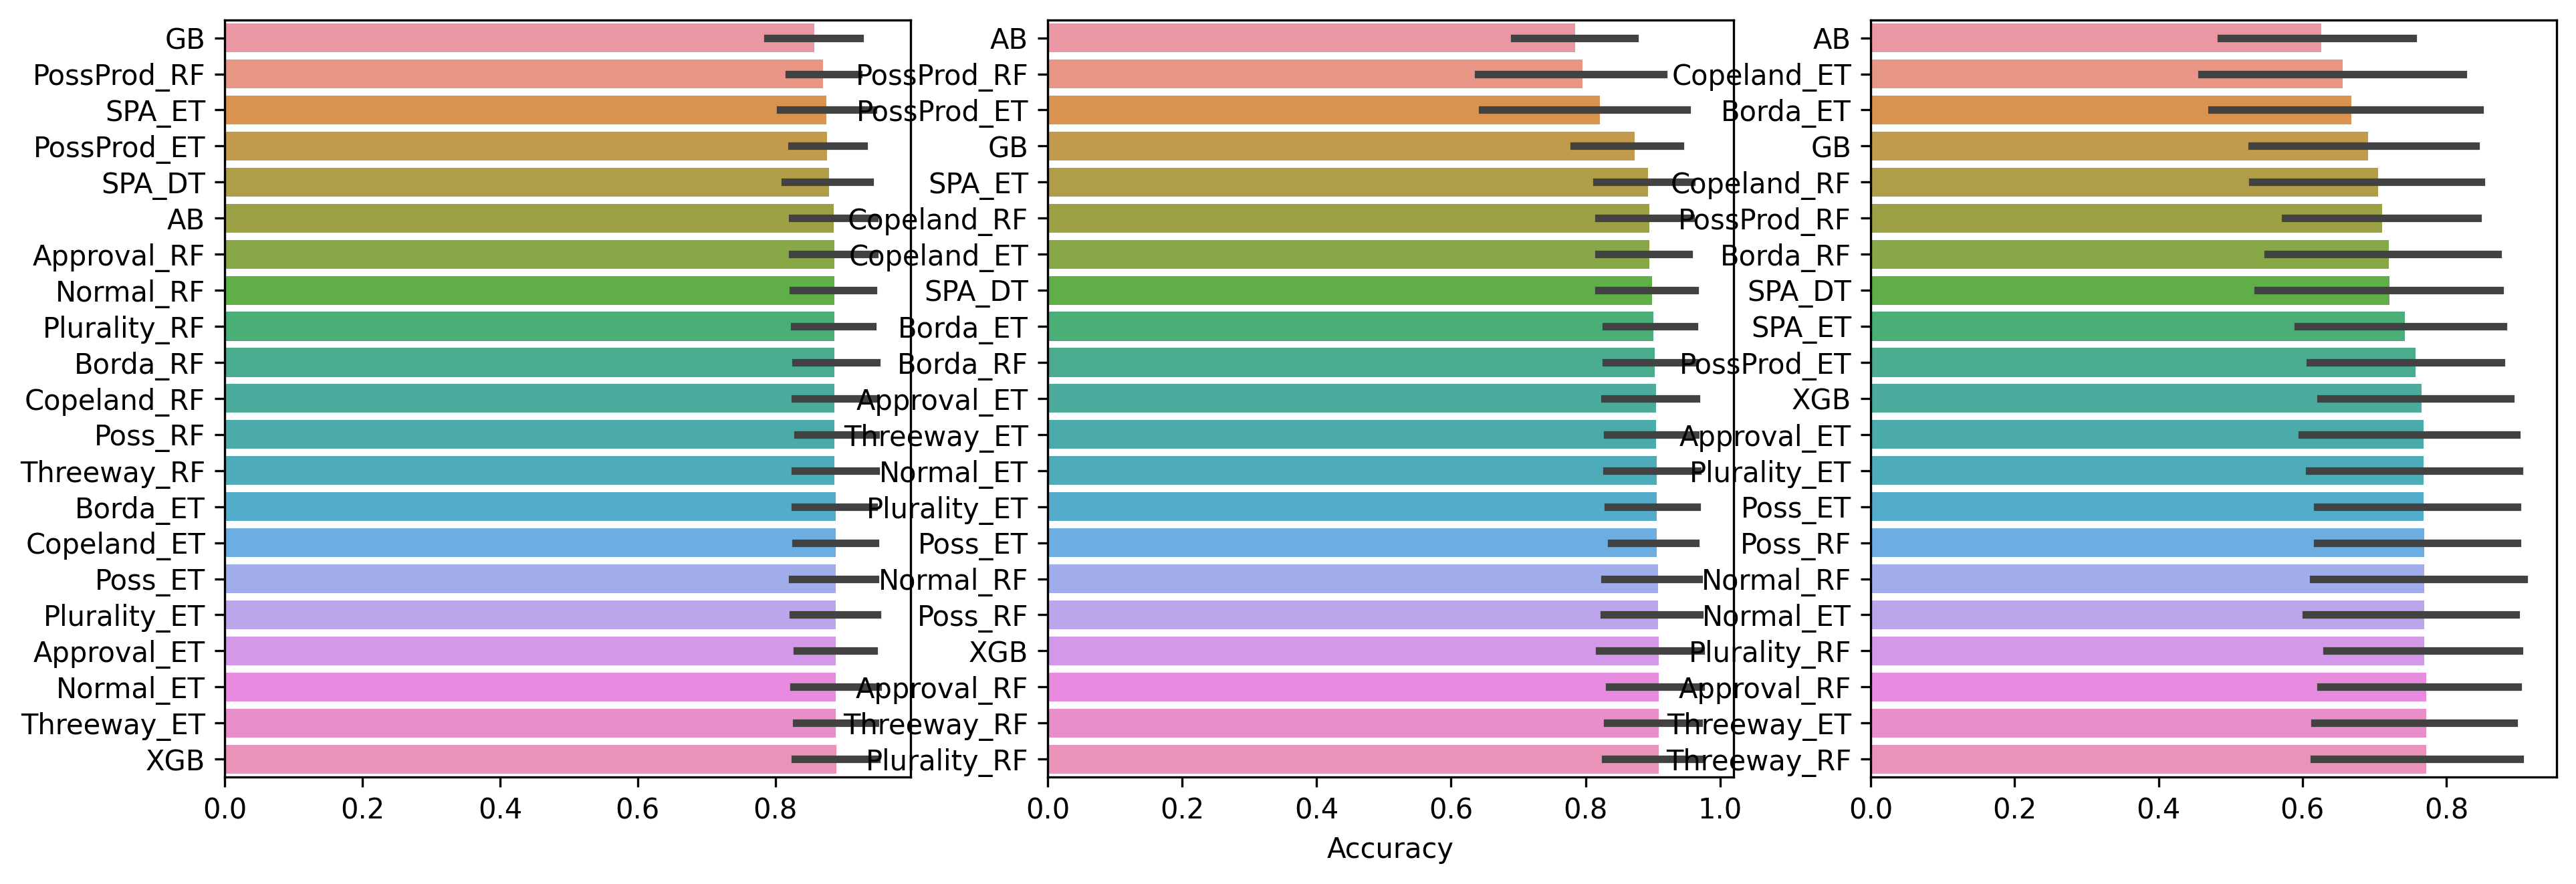 GB
PossProd_RF
SPA_ET
PossProd_ET
SPA_DT
AB
Approval_RF
Normal_RF
Plurality_RF
Borda_RF
Copeland_RF
Poss_RF
Threeway_RF
Borda_ET
Copeland_ET
Poss_ET
Plurality_ET
Approval_ET
Normal_ET
Threeway_ET
XGB
0.0 0.2 0.4 0.6 0.8
AB
PossProd_RF
PossProd_ET
GB
SPA_ET
Copeland_RF
Copeland_ET
SPA_DT
Borda_ET
Borda_RF
Approval_ET
Threeway_ET
Normal_ET
Plurality_ET
Poss_ET
Normal_RF
Poss_RF
XGB
Approval_RF
Threeway_RF
Plurality_RF
0.0 0.2 0.4 0.6 0.8 1.0
Accuracy
AB
Copeland_ET
Borda_ET
GB
Copeland_RF
PossProd_RF
Borda_RF
SPA_DT
SPA_ET
PossProd_ET
XGB
Approval_ET
Plurality_ET
Poss_ET
Poss_RF
Normal_RF
Normal_ET
Plurality_RF
Approval_RF
Threeway_ET
Threeway_RF
0.0 0.2 0.4 0.6 0.8